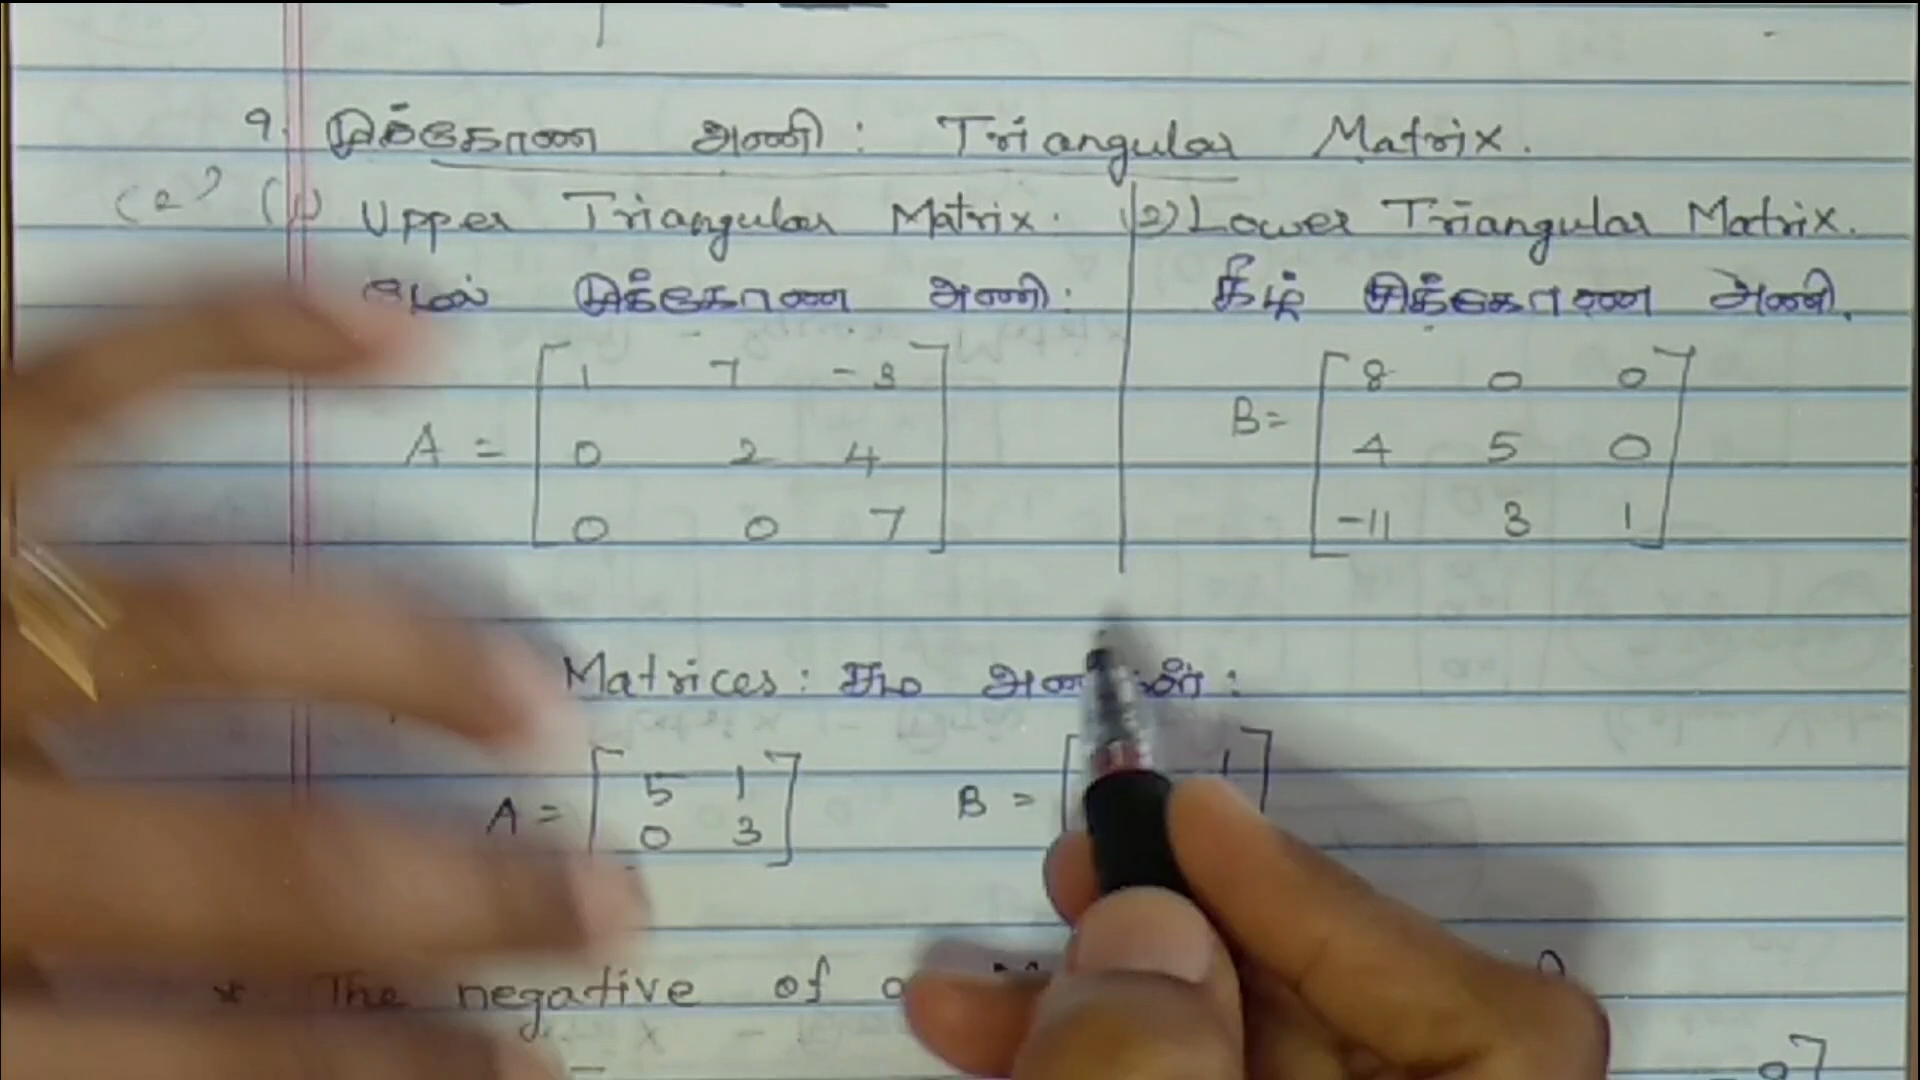 9. முக்கோண அணி : Triangular Matrix.
(1) Upper Triangular Matrix.
மேல் முக்கோண அணி :
A = [ 1 7 -3
0 2 4
0 0 7 ]
(2) Lower Triangular Matrix.
கீழ் முக்கோண அணி.
B = [ 8 0 0
4 5 0
-11 3 1 ]
Matrices : சம
A = [ 5 1
0 3 ]
B = [ 1 ]
* The negative of a